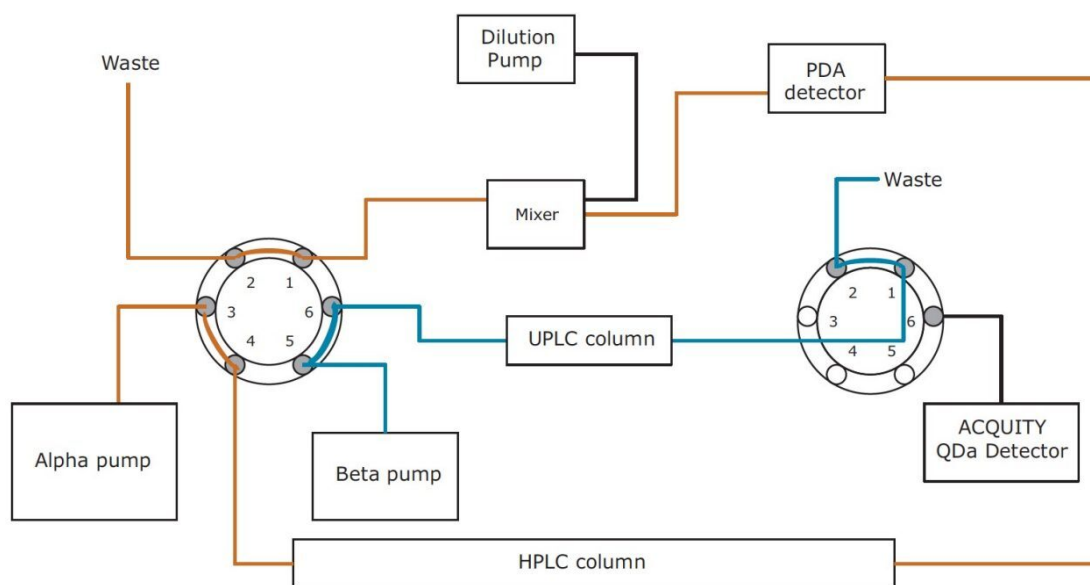 Dilution
Pump
Waste
PDA
detector
Mixer
Waste
2 1
3 6
4 5
2 1
3 6
4 5
UPLC column
Alpha pump
Beta pump
ACQUITY
QDa Detector
HPLC column